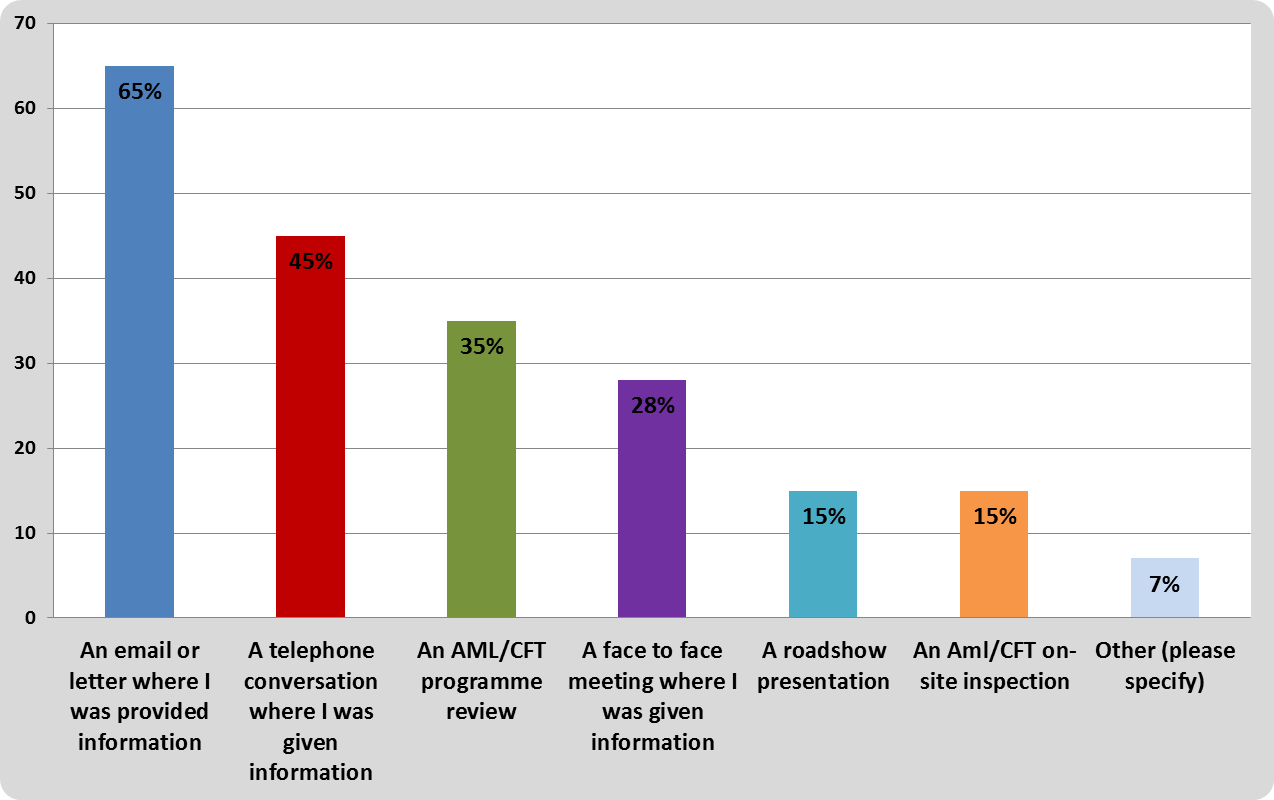 70
65%
60
50
45%
40
35%
30
28%
20
15%
15%
10
7%
0
An email or
letter where I
was provided
information
A telephone
conversation
where I was
given
information
An AML/CFT
programme
review
A face to face
meeting where I
was given
information
A roadshow
presentation
An Aml/CFT on-
site inspection
Other (please
specify)